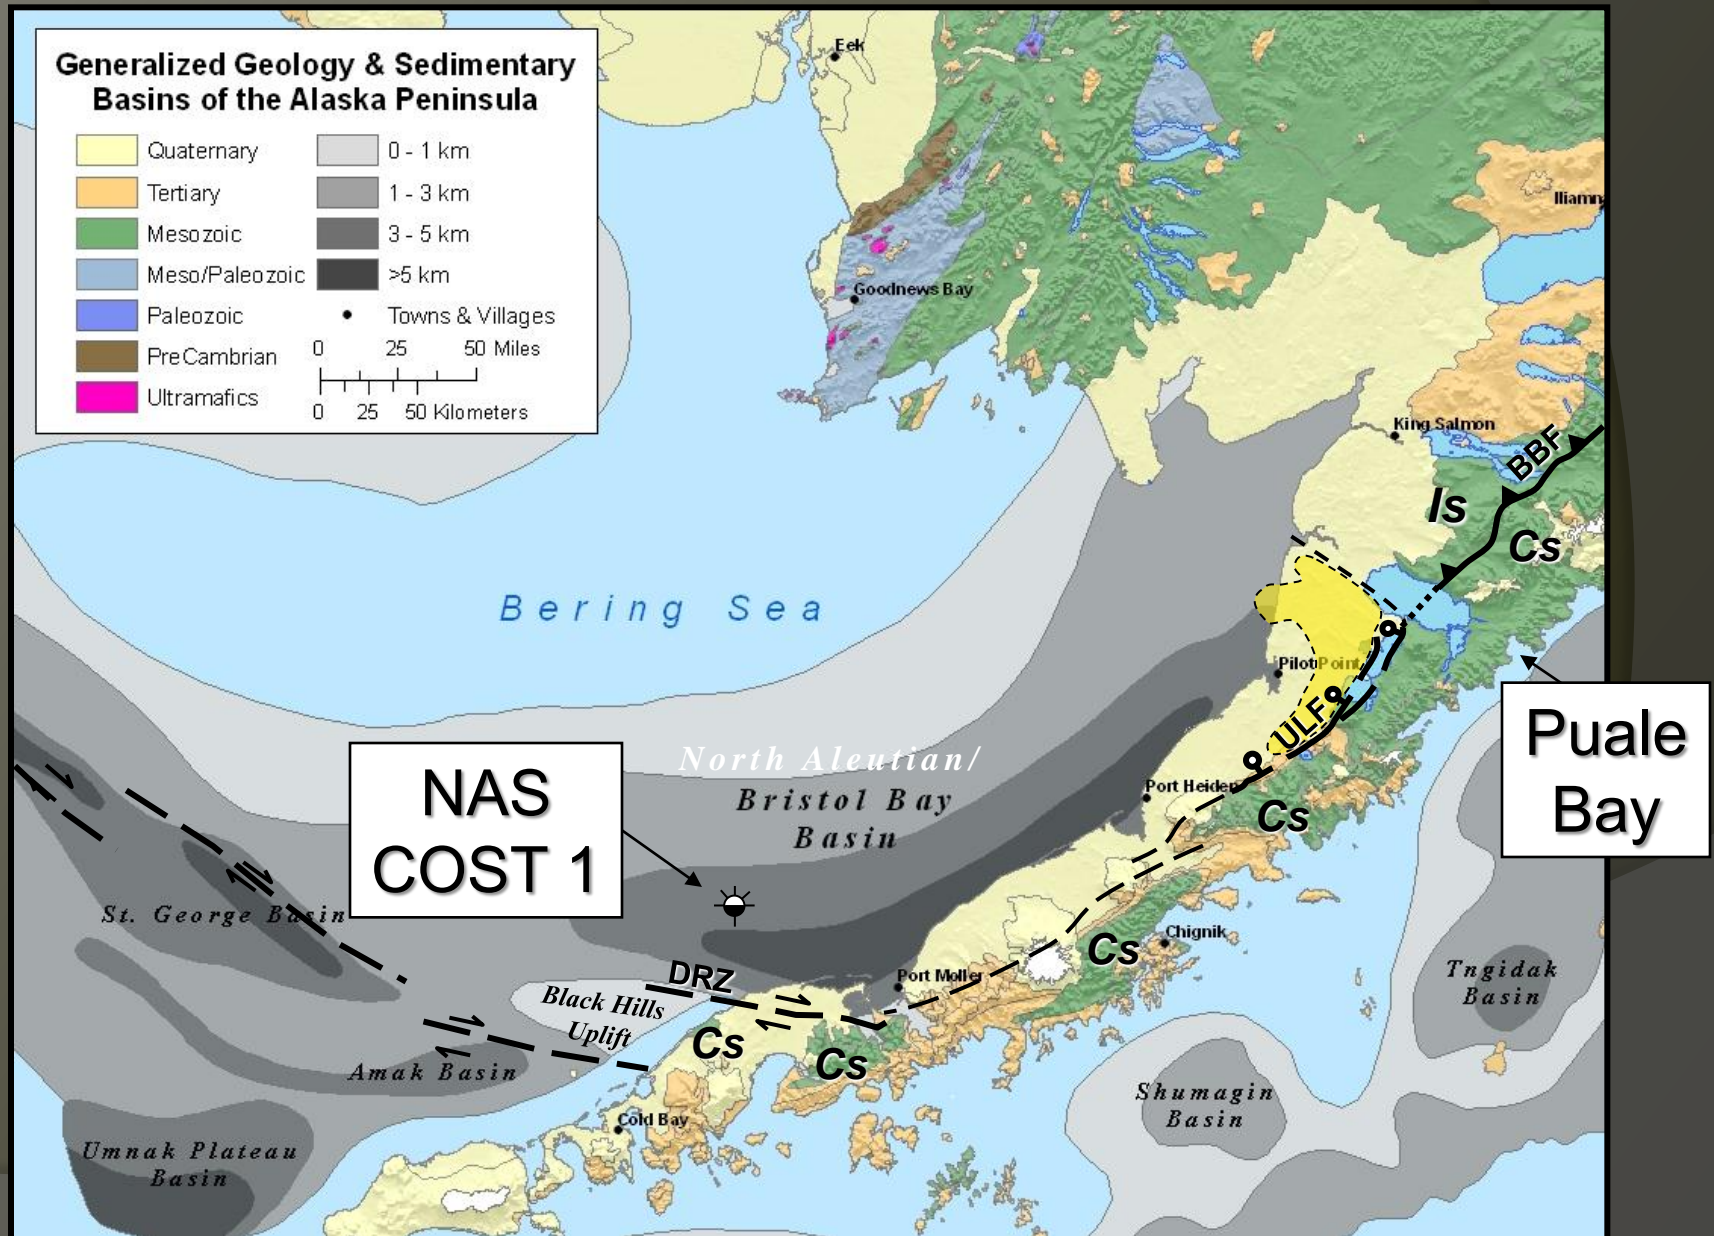 Generalized Geology & Sedimentary
Basins of the Alaska Peninsula
Quaternary
Tertiary
Mesozoic
Meso/Paleozoic
Paleozoic
PreCambrian
Ultramafics
0 - 1 km
1 - 3 km
3 - 5 km
>5 km
Towns & Villages
0 25 50 Miles
0 25 50 Kilometers
Eek
Iliamn
Goodnews Bay
King Salmon
BBF
Is
Cs
Bering Sea
Pilot Point
ULF
Puale
Bay
North Aleutian/
Bristol Bay
Basin
NAS
COST 1
Port Heiden
Cs
St. George Basin
Chignik
Cs
DRZ
Port Moller
Tngidak
Basin
Black Hills
Uplift
Cs
Cs
Amak Basin
Shumagin
Basin
Cold Bay
Umnak Plateau
Basin